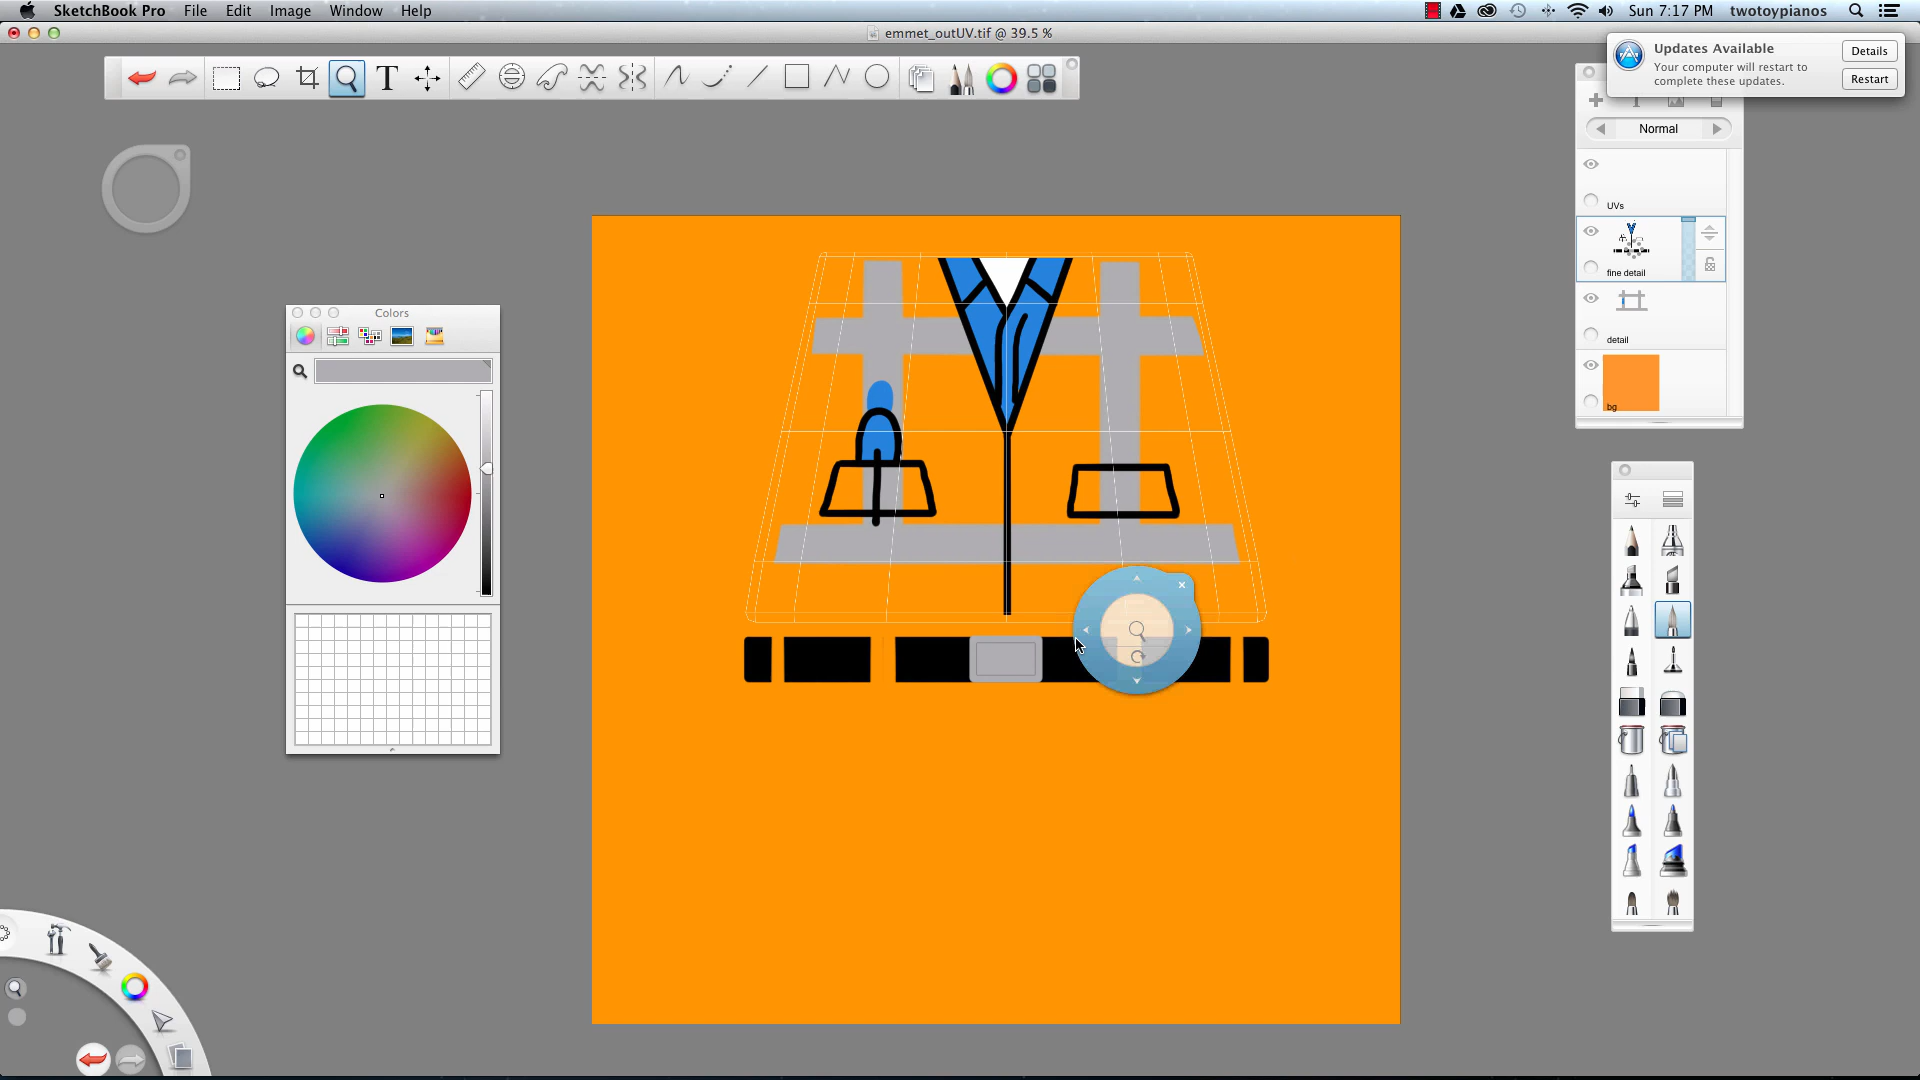 SketchBook Pro File Edit Image Window Help
Sun 7:17 PM twotoypianos
emmet_outUV.tif @ 39.5 %
Updates Available
Your computer will restart to
complete these updates.
Details
Restart
T
Normal
UVs
fine detail
detail
bg
Colors